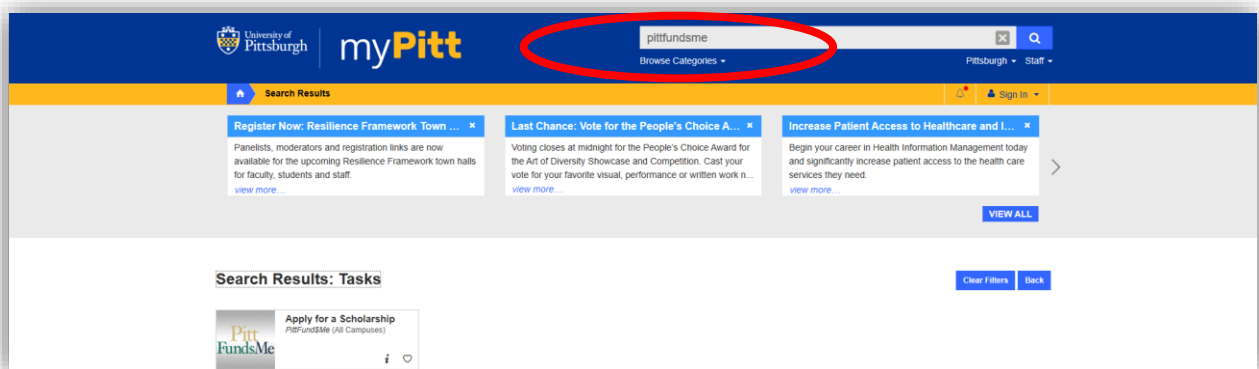 University of
Pittsburgh
myPitt
pittfundsme
Browse Categories
Pittsburgh
Staff
Search Results
Sign In
Register Now: Resilience Framework Town ... ×
Panelists, moderators and registration links are now
available for the upcoming Resilience Framework town halls
for faculty, students and staff.
view more...
Last Chance: Vote for the People's Choice A... ×
Voting closes at midnight for the People's Choice Award for
the Art of Diversity Showcase and Competition. Cast your
vote for your favorite visual, performance or written work n...
view more...
Increase Patient Access to Healthcare and I... ×
Begin your career in Health Information Management today
and significantly increase patient access to the health care
services they need.
view more...
VIEW ALL
Search Results: Tasks
Clear Filters
Back
Pitt
FundsMe
Apply for a Scholarship
PittFund$Me (All Campuses)
i